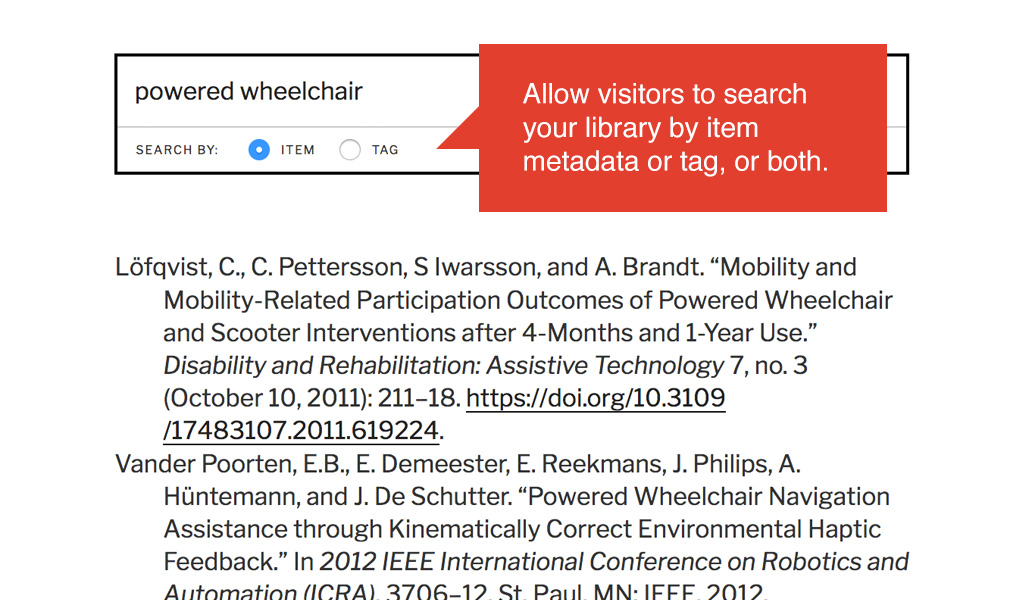 powered wheelchair
SEARCH BY: ITEM TAG
Allow visitors to search
your library by item
metadata or tag, or both.
Löfqvist, C., C. Pettersson, S Iwarsson, and A. Brandt. “Mobility and
Mobility-Related Participation Outcomes of Powered Wheelchair
and Scooter Interventions after 4-Months and 1-Year Use.”
Disability and Rehabilitation: Assistive Technology 7, no. 3
(October 10, 2011): 211–18. https://doi.org/10.3109
/17483107.2011.619224.
Vander Poorten, E.B., E. Demeester, E. Reekmans, J. Philips, A.
Hüntemann, and J. De Schutter. “Powered Wheelchair Navigation
Assistance through Kinematically Correct Environmental Haptic
Feedback.” In 2012 IEEE International Conference on Robotics and
Automation (ICRA), 3706–12. St. Paul, MN: IEEE, 2012.